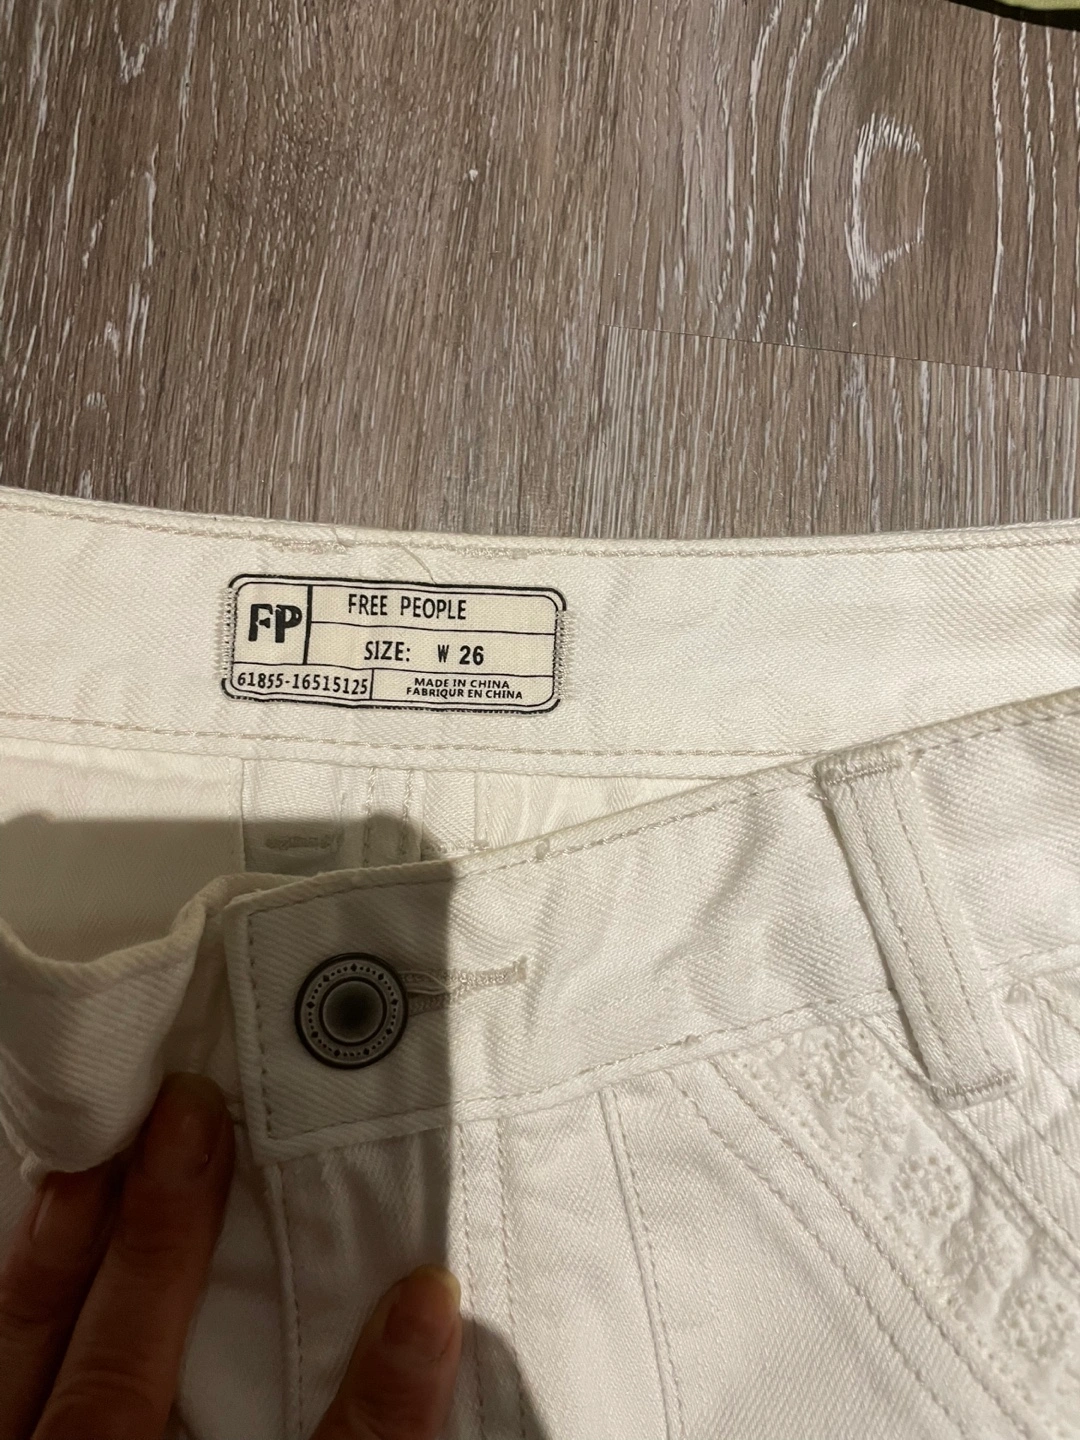 FP
FREE PEOPLE
SIZE: W 26
61855-16515125
MADE IN CHINA
FABRIQUR EN CHINA